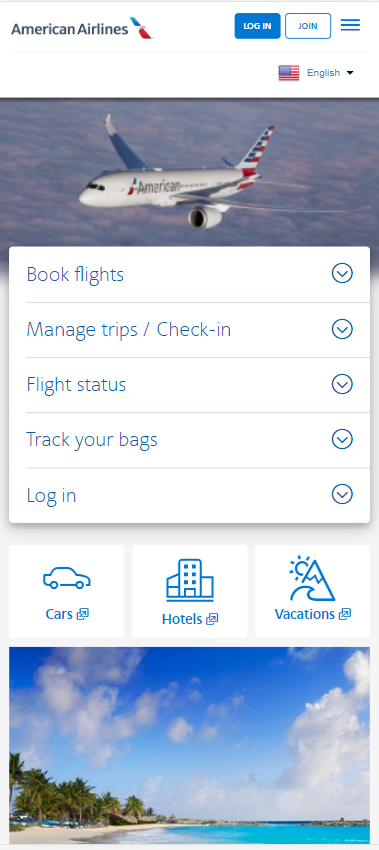 American Airlines
LOG IN
JOIN
English
American
Book flights
Manage trips / Check-in
Flight status
Track your bags
Log in
Cars
Hotels
Vacations